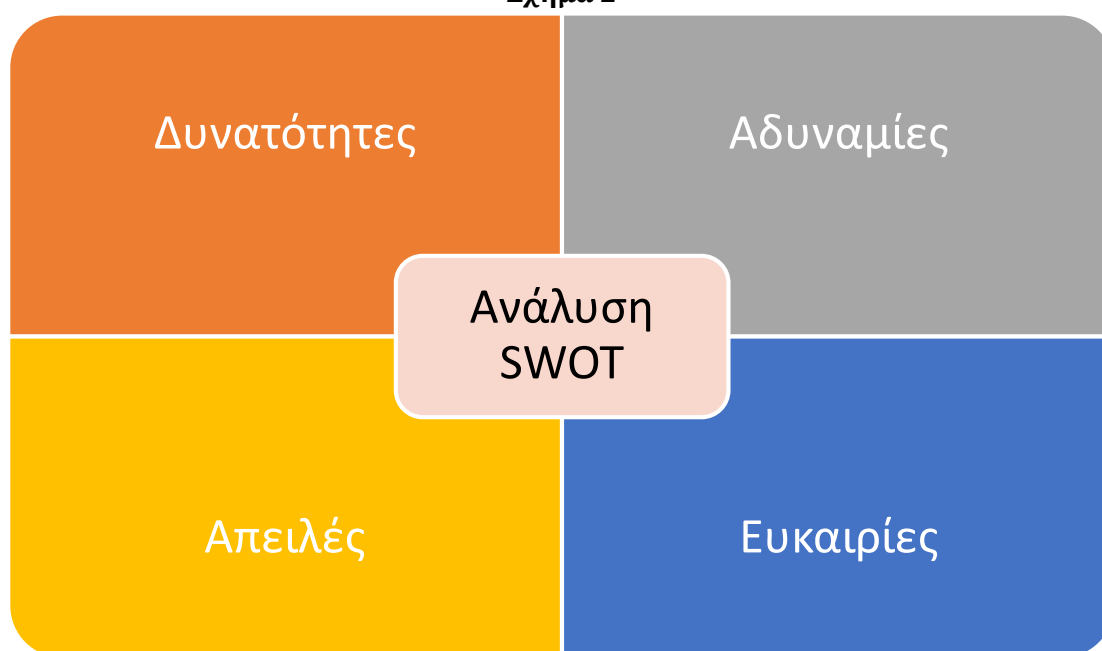 Δυνατότητες
Αδυναμίες
Ανάλυση
SWOT
Απειλές
Ευκαιρίες